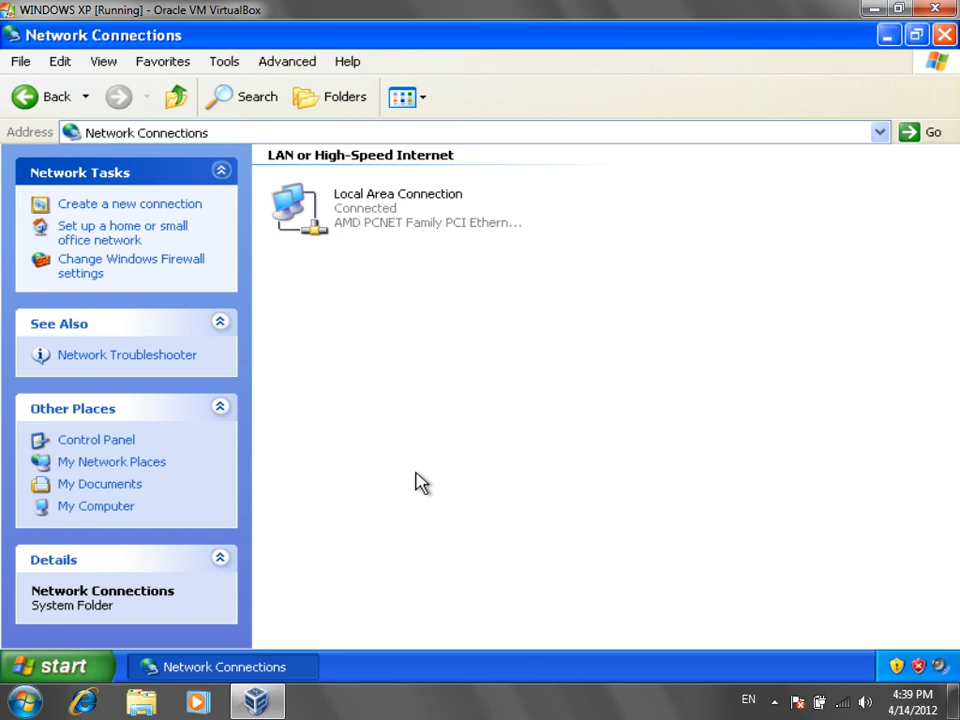 WINDOWS XP [Running] - Oracle VM VirtualBox
Network Connections
File Edit View Favorites Tools Advanced Help
Back Search Folders
Address Network Connections Go
Network Tasks
Create a new connection
Set up a home or small
office network
Change Windows Firewall
settings
See Also
Network Troubleshooter
Other Places
Control Panel
My Network Places
My Documents
My Computer
Details
Network Connections
System Folder
LAN or High-Speed Internet
Local Area Connection
Connected
AMD PCNET Family PCI Ethern...
start Network Connections
EN 4:39 PM
4/14/2012